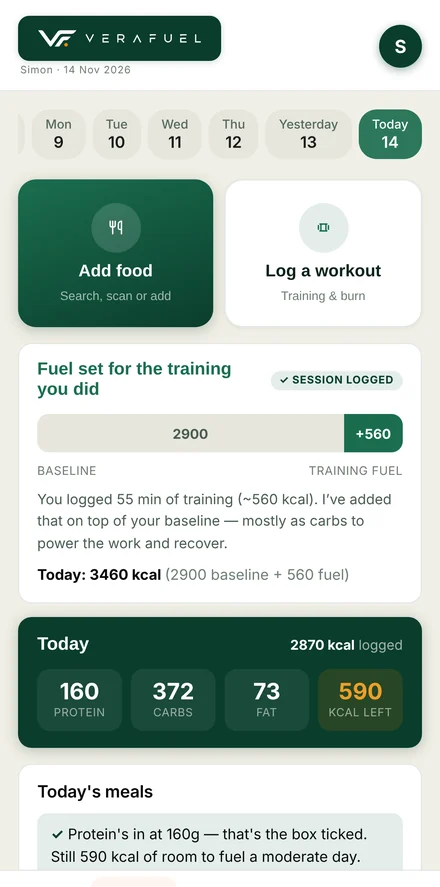 VF VERAFUEL
Simon · 14 Nov 2026
S
Mon
9
Tue
10
Wed
11
Thu
12
Yesterday
13
Today
14
Add food
Search, scan or add
Log a workout
Training & burn
Fuel set for the training
you did
✓ SESSION LOGGED
2900
+560
BASELINE
TRAINING FUEL
You logged 55 min of training (~560 kcal). I've added
that on top of your baseline — mostly as carbs to
power the work and recover.
Today: 3460 kcal (2900 baseline + 560 fuel)
Today
2870 kcal logged
160
PROTEIN
372
CARBS
73
FAT
590
KCAL LEFT
Today's meals
✓ Protein's in at 160g — that's the box ticked.
Still 590 kcal of room to fuel a moderate day.